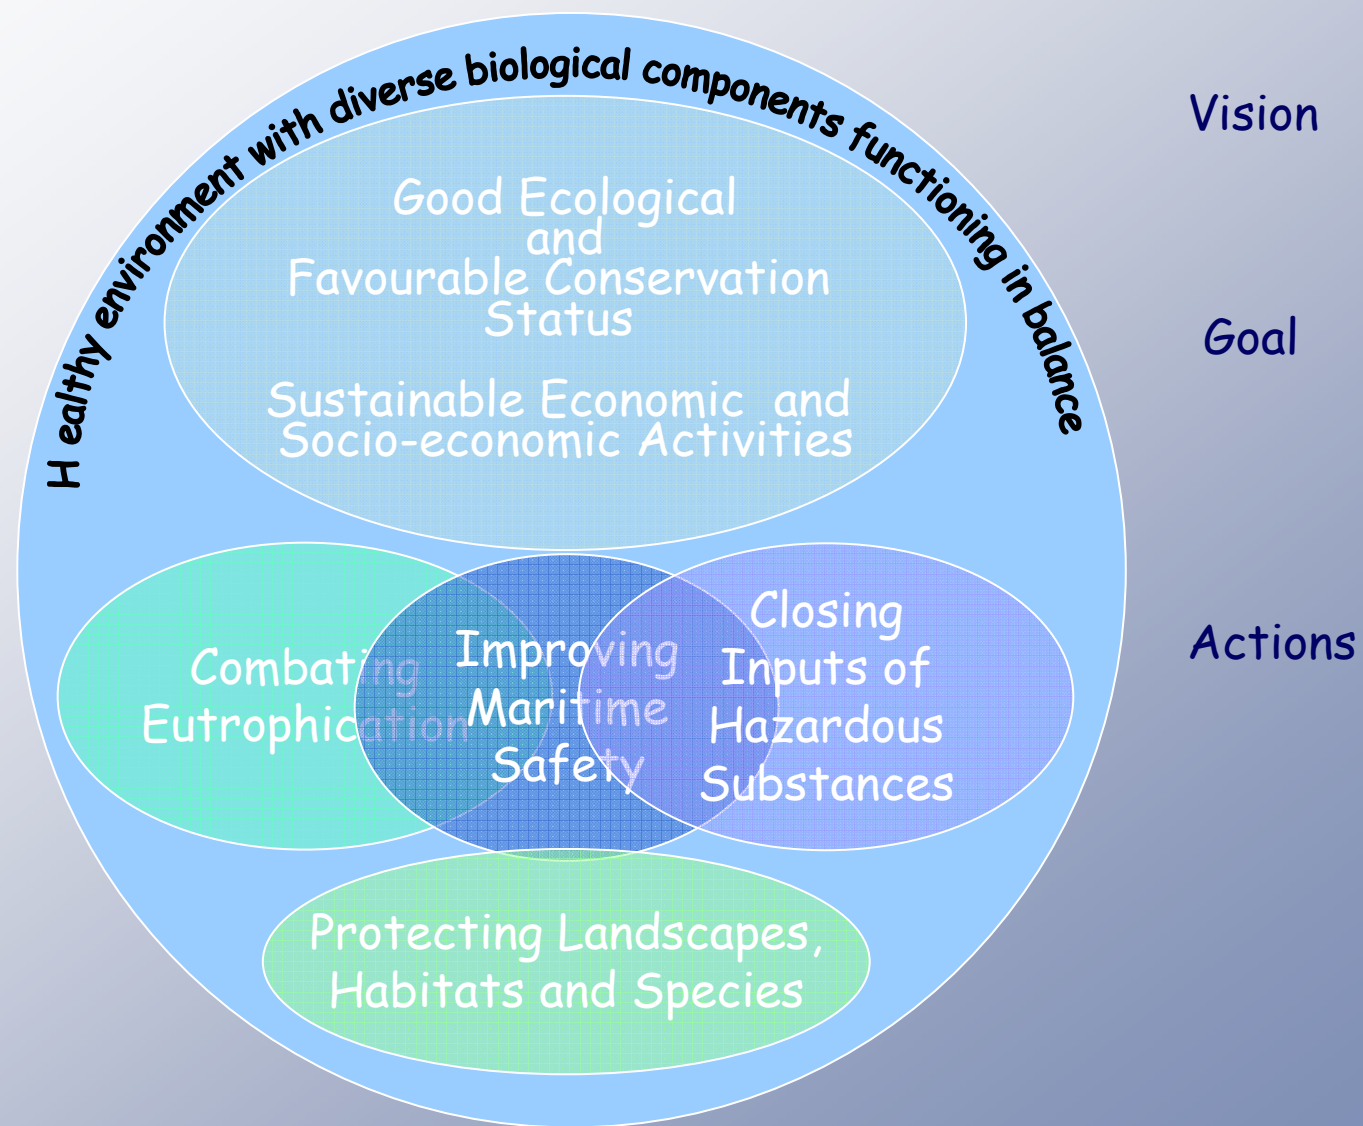 H ealthy environment with diverse biological components functioning in balance
Vision
Good Ecological
and
Favourable Conservation
Status
Goal
Sustainable Economic and
Socio-economic Activities
Combating
Eutrophication
Improving
Maritime
Safety
Closing
Inputs of
Hazardous
Substances
Actions
Protecting Landscapes,
Habitats and Species